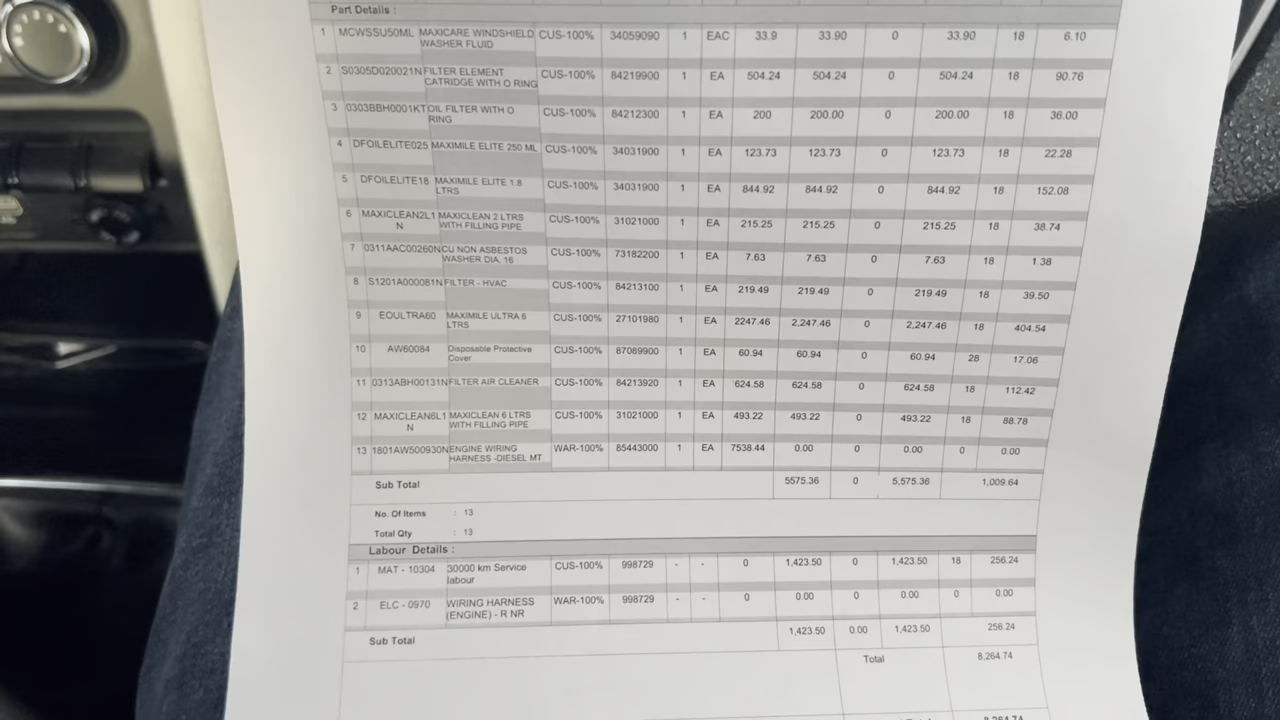 Part Details :
1 MCWSSU50ML MAXICARE WINDSHIELD CUS-100% 34059090 1 EAC 33.9 33.90 0 33.90 18 6.10
WASHER FLUID
2 S0305D020021N FILTER ELEMENT CUS-100% 84219900 1 EA 504.24 504.24 0 504.24 18 90.76
CATRIDGE WITH O RING
3 0303BBH0001KT OIL FILTER WITH O CUS-100% 84212300 1 EA 200 200.00 0 200.00 18 36.00
RING
4 DFOILELITE025 MAXIMILE ELITE 250 ML CUS-100% 34031900 1 EA 123.73 123.73 0 123.73 18 22.28
5 DFOILELITE18 MAXIMILE ELITE 1.8 CUS-100% 34031900 1 EA 844.92 844.92 0 844.92 18 152.08
LTRS
6 MAXICLEAN2L1 MAXICLEAN 2 LTRS CUS-100% 31021000 1 EA 215.25 215.25 0 215.25 18 38.74
N WITH FILLING PIPE
7 0311AAC00260N CU NON ASBESTOS CUS-100% 73182200 1 EA 7.63 7.63 0 7.63 18 1.38
WASHER DIA. 16
8 S1201A000081N FILTER - HVAC CUS-100% 84213100 1 EA 219.49 219.49 0 219.49 18 39.50
9 EOULTRA60 MAXIMILE ULTRA 6 CUS-100% 27101980 1 EA 2247.46 2,247.46 0 2,247.46 18 404.54
LTRS
10 AW60084 Disposable Protective CUS-100% 87089900 1 EA 60.94 60.94 0 60.94 28 17.06
Cover
11 0313ABH00131N FILTER AIR CLEANER CUS-100% 84213920 1 EA 624.58 624.58 0 624.58 18 112.42
12 MAXICLEAN6L1 MAXICLEAN 6 LTRS CUS-100% 31021000 1 EA 493.22 493.22 0 493.22 18 88.78
N WITH FILLING PIPE
13 1801AW500930N ENGINE WIRING WAR-100% 85443000 1 EA 7538.44 0.00 0 0.00 0 0.00
HARNESS -DIESEL MT
Sub Total 5575.36 0 5,575.36 1,009.64
No. Of Items : 13
Total Qty : 13
Labour Details :
1 MAT - 10304 30000 km Service CUS-100% 998729 - - 0 1,423.50 0 1,423.50 18 256.24
labour
2 ELC - 0970 WIRING HARNESS WAR-100% 998729 - - 0 0.00 0 0.00 0 0.00
(ENGINE) - R NR
Sub Total 1,423.50 0.00 1,423.50 256.24
Total 8,264.74